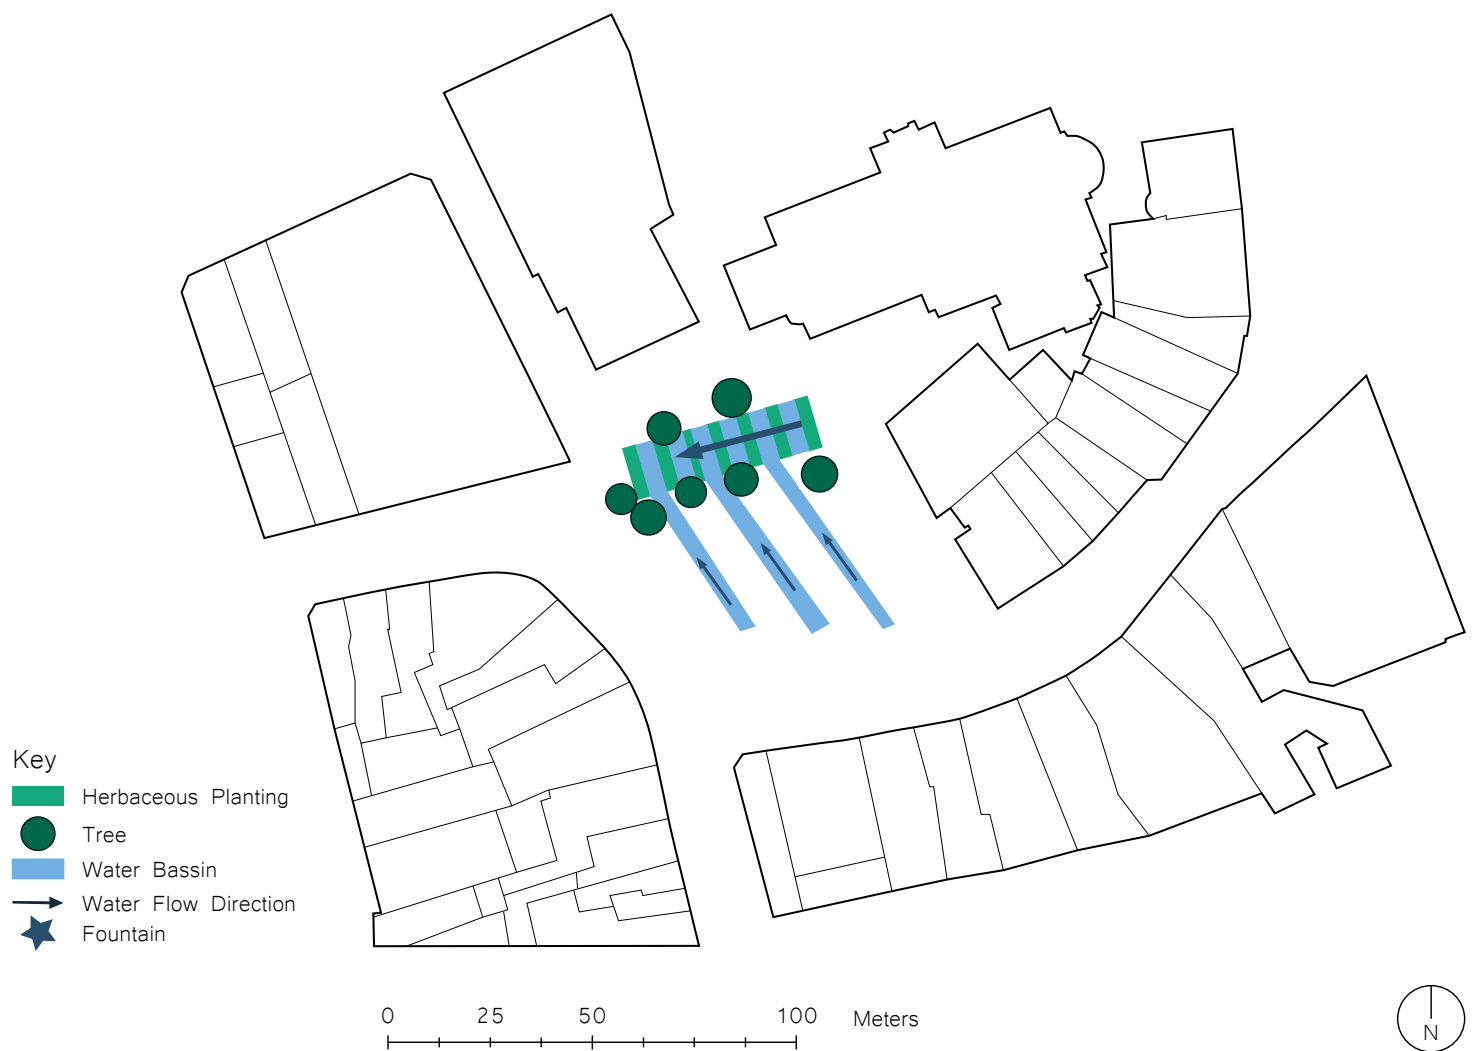 Key
Herbaceous Planting
Tree
Water Bassin
Water Flow Direction
Fountain
0 25 50 100 Meters
N